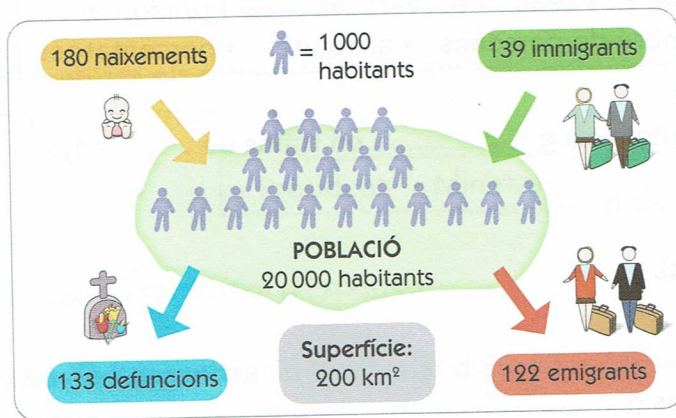 180 naixements
= 1 000
habitants
139 immigrants
POBLACIÓ
20 000 habitants
133 defuncions
Superfície:
200 km²
122 emigrants